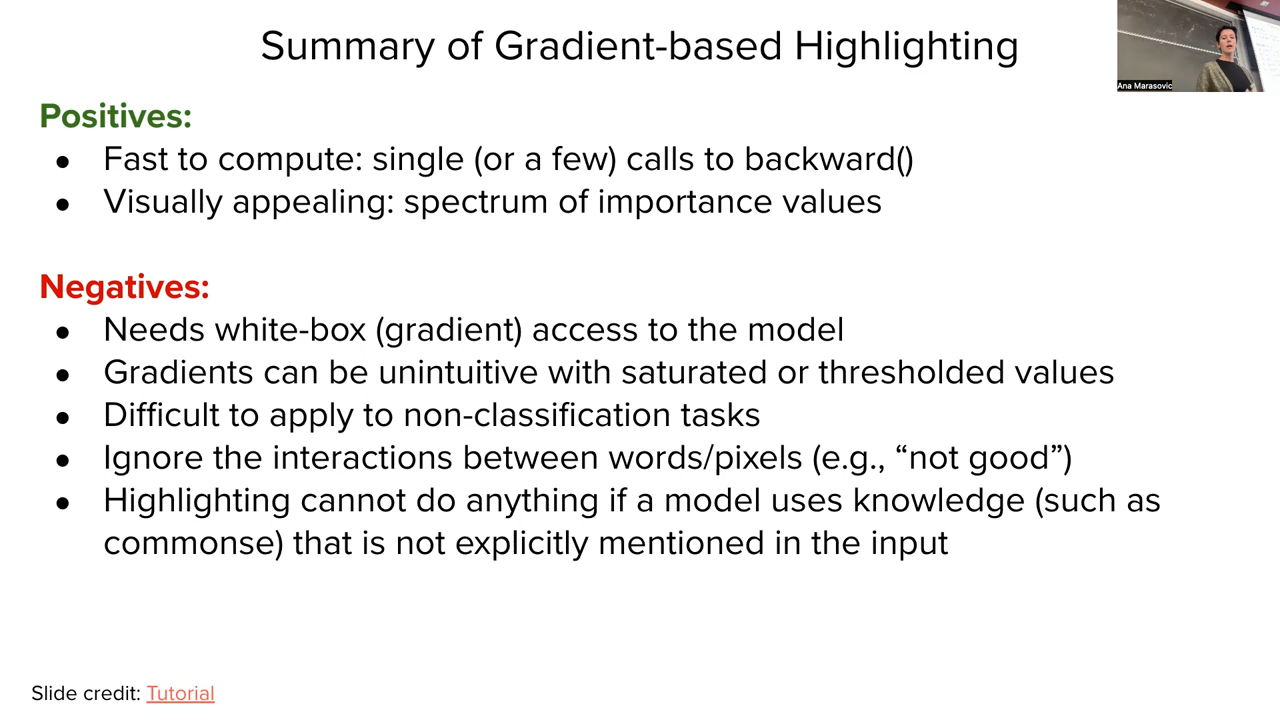 Summary of Gradient-based Highlighting
Ana Marasovic
Positives:
● Fast to compute: single (or a few) calls to backward()
● Visually appealing: spectrum of importance values
Negatives:
● Needs white-box (gradient) access to the model
● Gradients can be unintuitive with saturated or thresholded values
● Difficult to apply to non-classification tasks
● Ignore the interactions between words/pixels (e.g., “not good”)
● Highlighting cannot do anything if a model uses knowledge (such as
commonse) that is not explicitly mentioned in the input
Slide credit: Tutorial